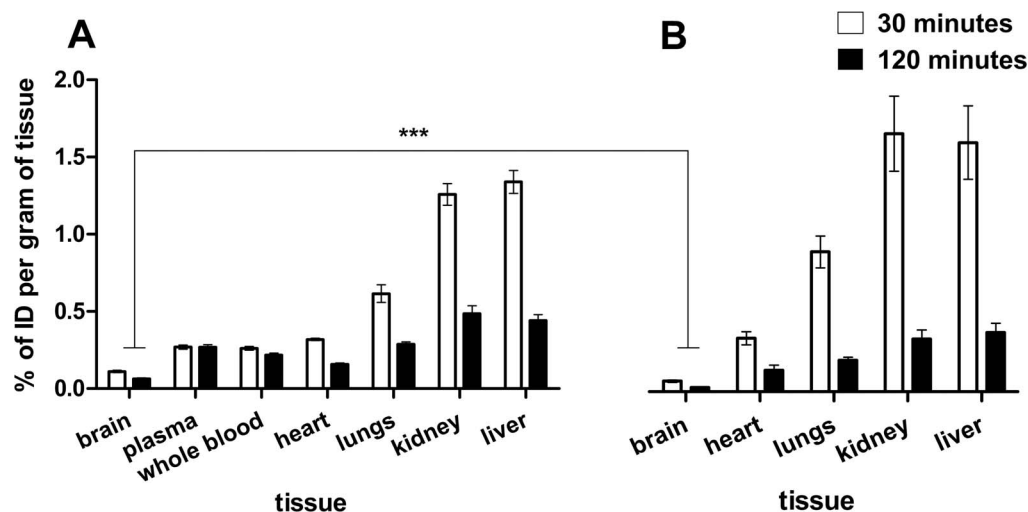 A
B
30 minutes
120 minutes
% of ID per gram of tissue
2.0
1.5
1.0
0.5
0.0
***
brain
plasma
whole blood
heart
lungs
kidney
liver
tissue
brain
heart
lungs
kidney
liver
tissue